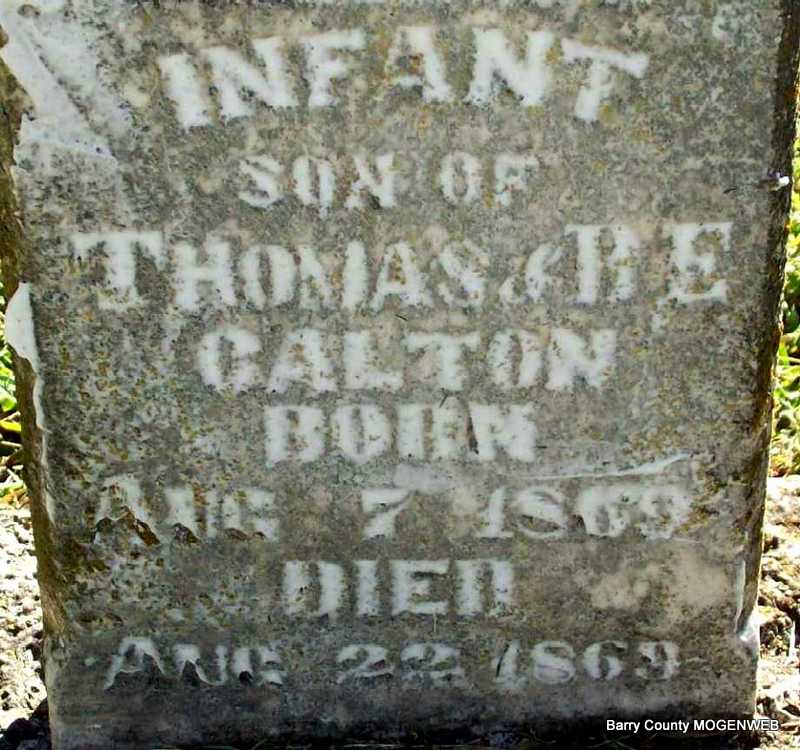 INFANT
SON OF
THOMAS & B E
CALTON
BORN
AUG 7 1869
DIED
AUG 22 1869
Barry County MOGENWEB